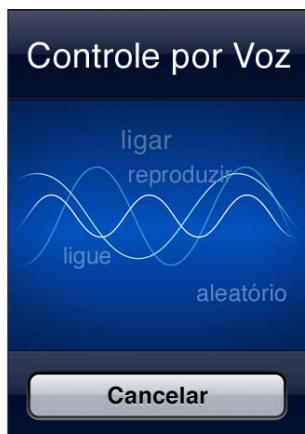 Controle por Voz
ligar
reproduzir
ligue
aleatório
Cancelar